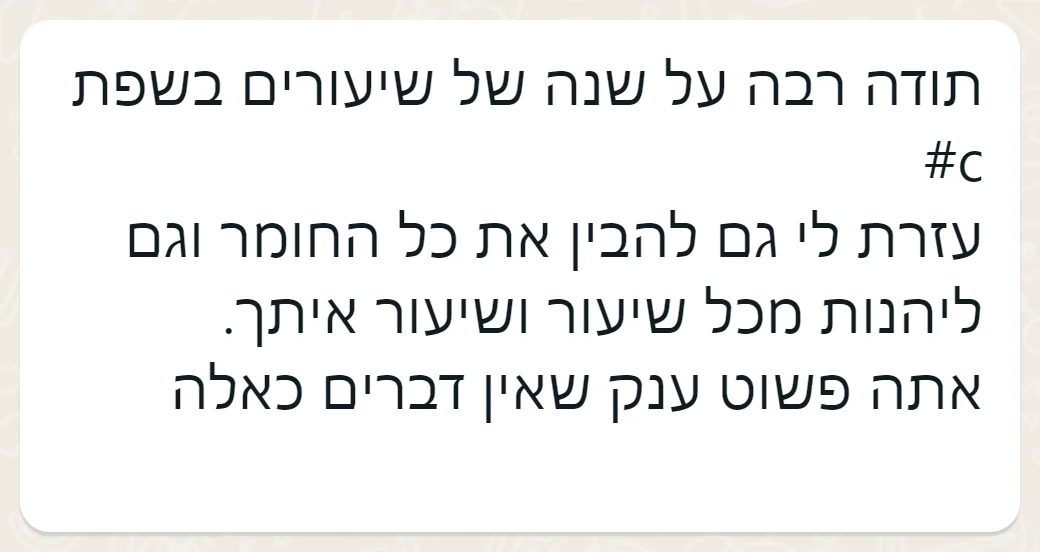 תודה רבה על שנה של שיעורים בשפת
c#
עזרת לי גם להבין את כל החומר וגם
ליהנות מכל שיעור ושיעור איתך.
אתה פשוט ענק שאין דברים כאלה